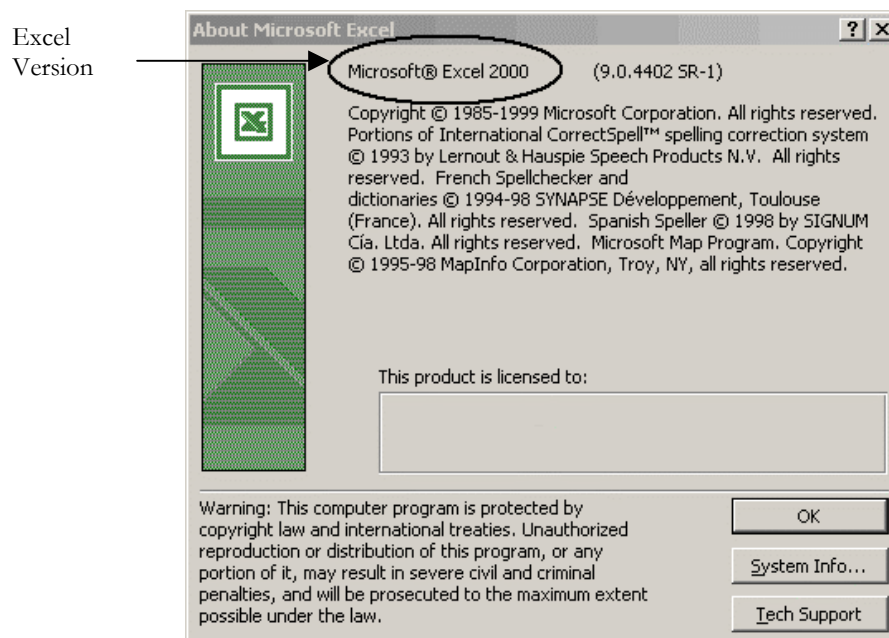 Excel
Version
About Microsoft Excel
Microsoft® Excel 2000 (9.0.4402 SR-1)
Copyright © 1985-1999 Microsoft Corporation. All rights reserved.
Portions of International CorrectSpell™ spelling correction system
© 1993 by Lernout & Hauspie Speech Products N.V. All rights
reserved. French Spellchecker and
dictionaries © 1994-98 SYNAPSE Développement, Toulouse
(France). All rights reserved. Spanish Speller © 1998 by SIGNUM
Cía. Ltda. All rights reserved. Microsoft Map Program. Copyright
© 1995-98 MapInfo Corporation, Troy, NY, all rights reserved.
This product is licensed to:
Warning: This computer program is protected by
copyright law and international treaties. Unauthorized
reproduction or distribution of this program, or any
portion of it, may result in severe civil and criminal
penalties, and will be prosecuted to the maximum extent
possible under the law.
OK
System Info...
Tech Support